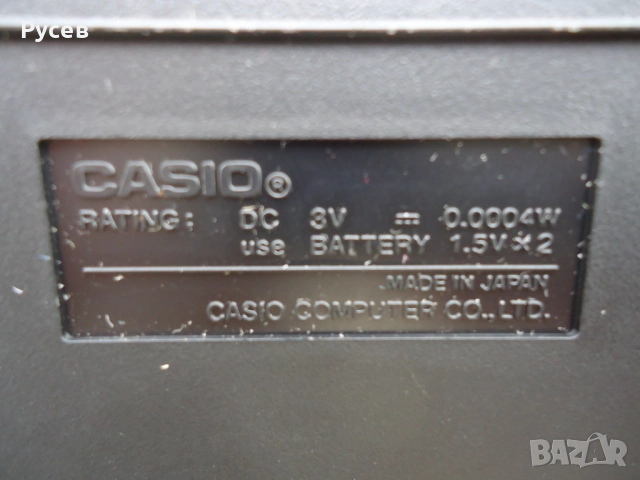 Русев
CASIO®
RATING: DC 3V ⎓ 0.0004W
use BATTERY 1.5V×2
MADE IN JAPAN
CASIO COMPUTER CO., LTD.
BAZAR